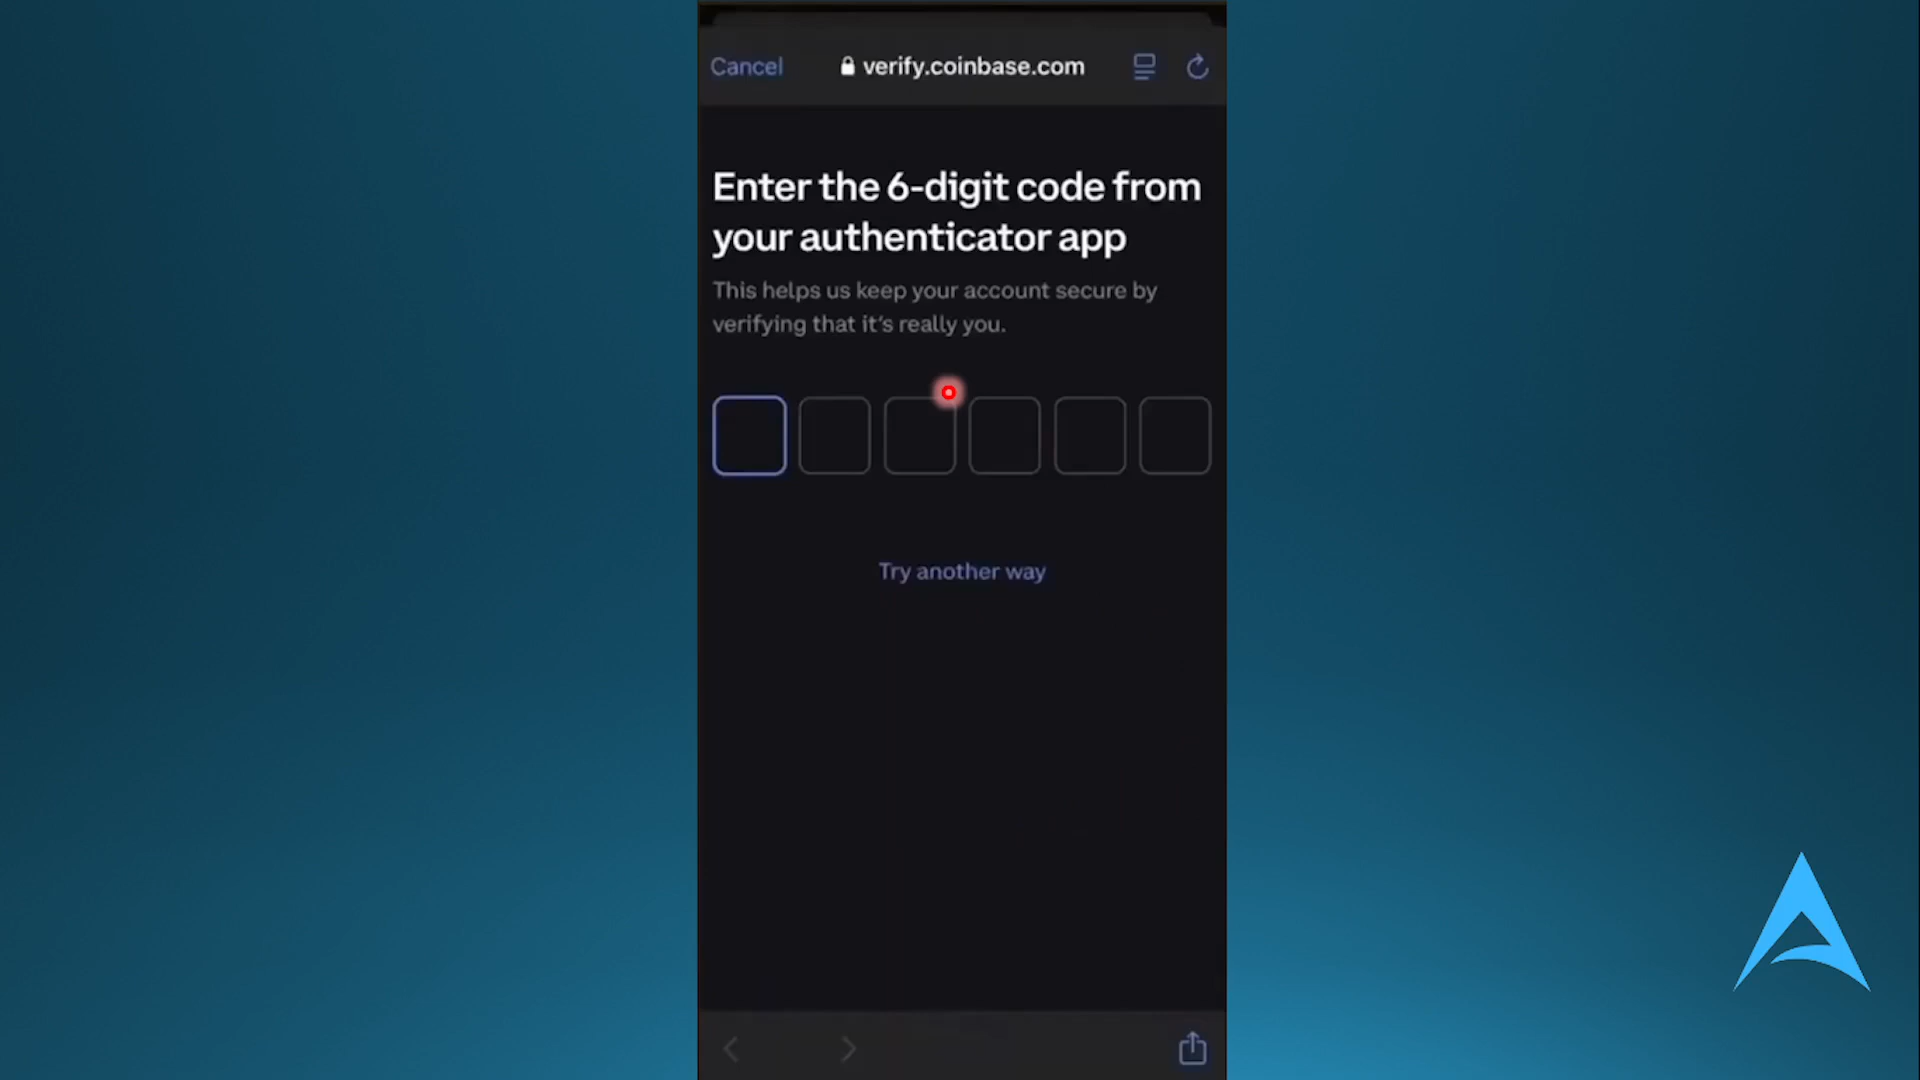 Cancel
verify.coinbase.com
Enter the 6-digit code from
your authenticator app
This helps us keep your account secure by
verifying that it's really you.
Try another way